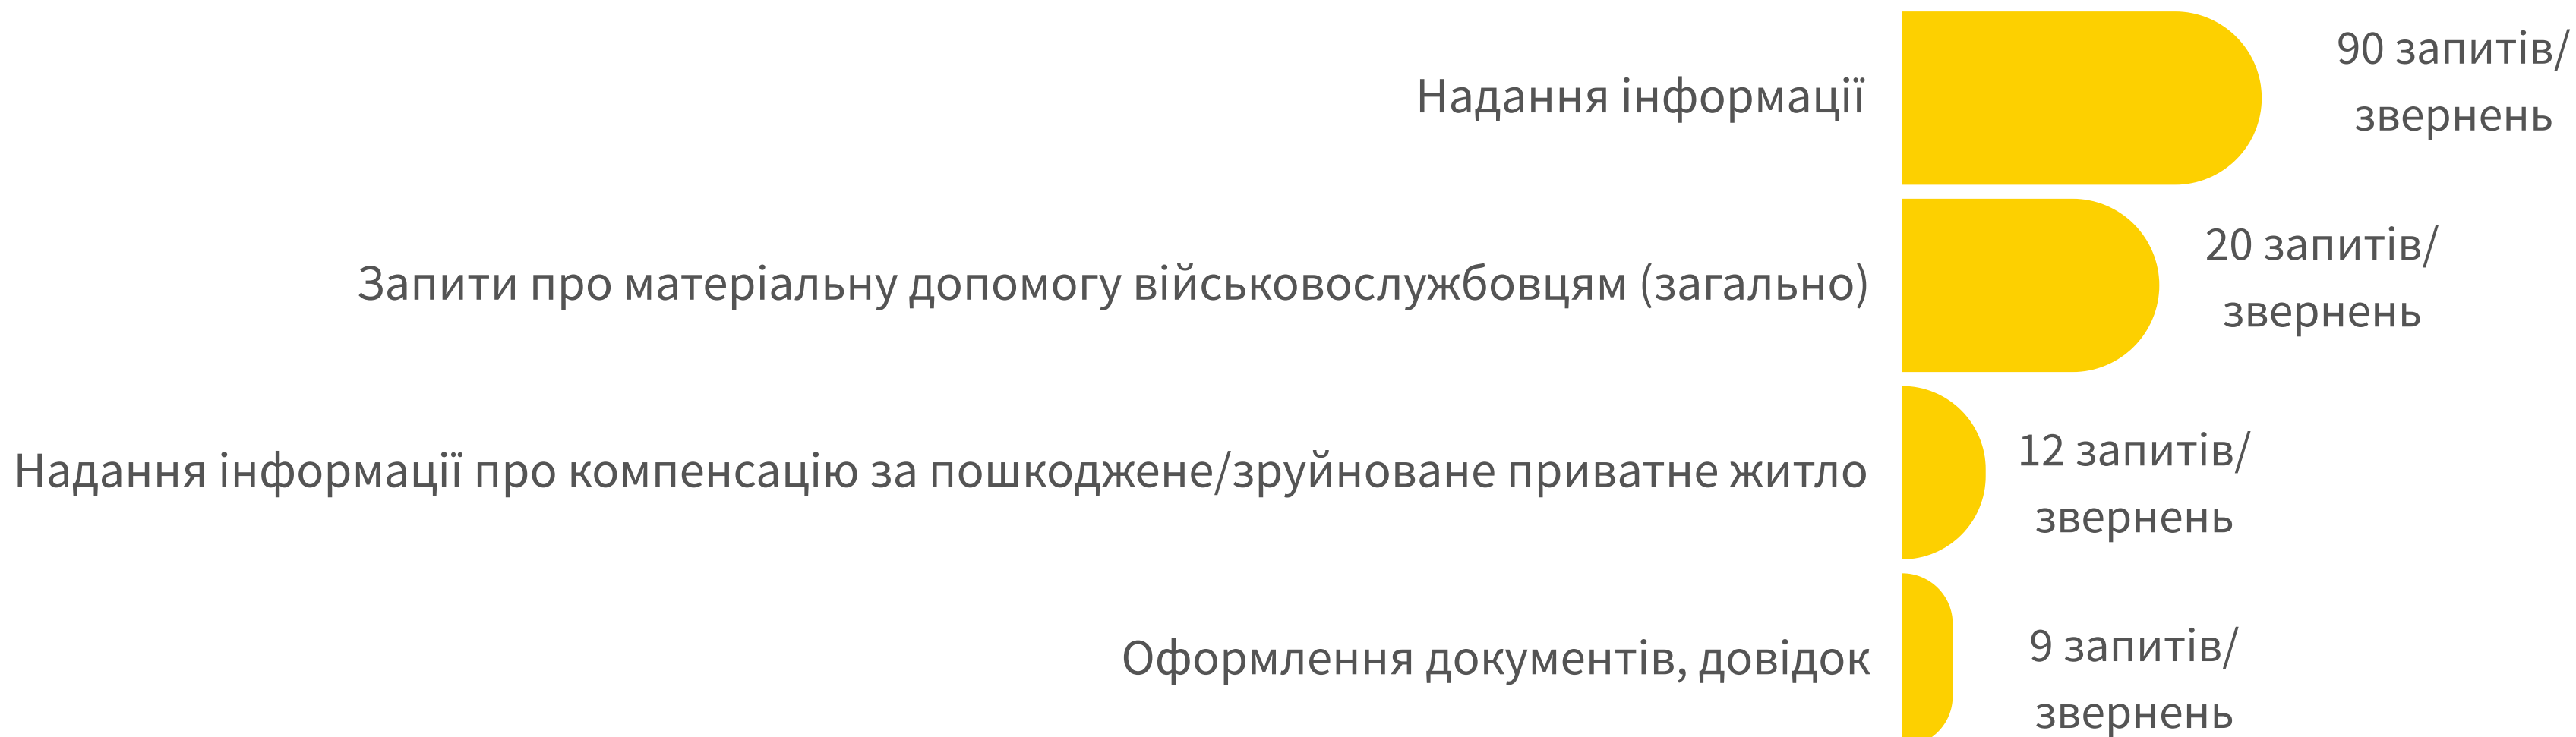 Надання інформації
90 запитів/
звернень
Запити про матеріальну допомогу військовослужбовцям (загально)
20 запитів/
звернень
Надання інформації про компенсацію за пошкоджене/зруйноване приватне житло
12 запитів/
звернень
Оформлення документів, довідок
9 запитів/
звернень